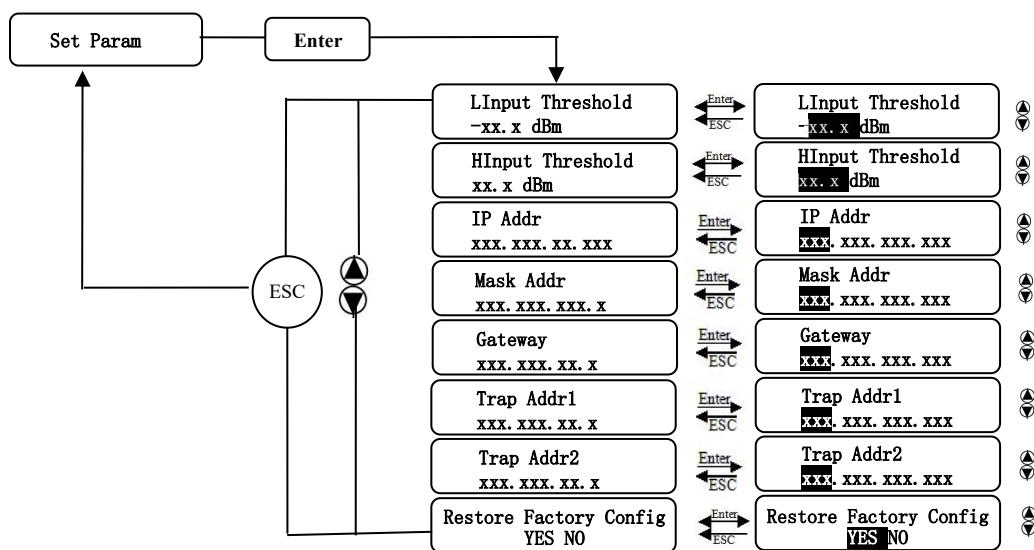 Set Param
Enter
LInput Threshold
-xx.x dBm
Enter
ESC
LInput Threshold
-xx.x dBm
HInput Threshold
xx.x dBm
Enter
ESC
HInput Threshold
xx.x dBm
IP Addr
xxx.xxx.xx.xxx
Enter
ESC
IP Addr
xxx.xxx.xxx.xxx
ESC
Mask Addr
xxx.xxx.xxx.x
Enter
ESC
Mask Addr
xxx.xxx.xxx.xxx
Gateway
xxx.xxx.xx.x
Enter
ESC
Gateway
xxx.xxx.xxx.xxx
Trap Addr1
xxx.xxx.xx.x
Enter
ESC
Trap Addr1
xxx.xxx.xxx.xxx
Trap Addr2
xxx.xxx.xx.x
Enter
ESC
Trap Addr2
xxx.xxx.xxx.xxx
Restore Factory Config
YES NO
Enter
ESC
Restore Factory Config
YES NO